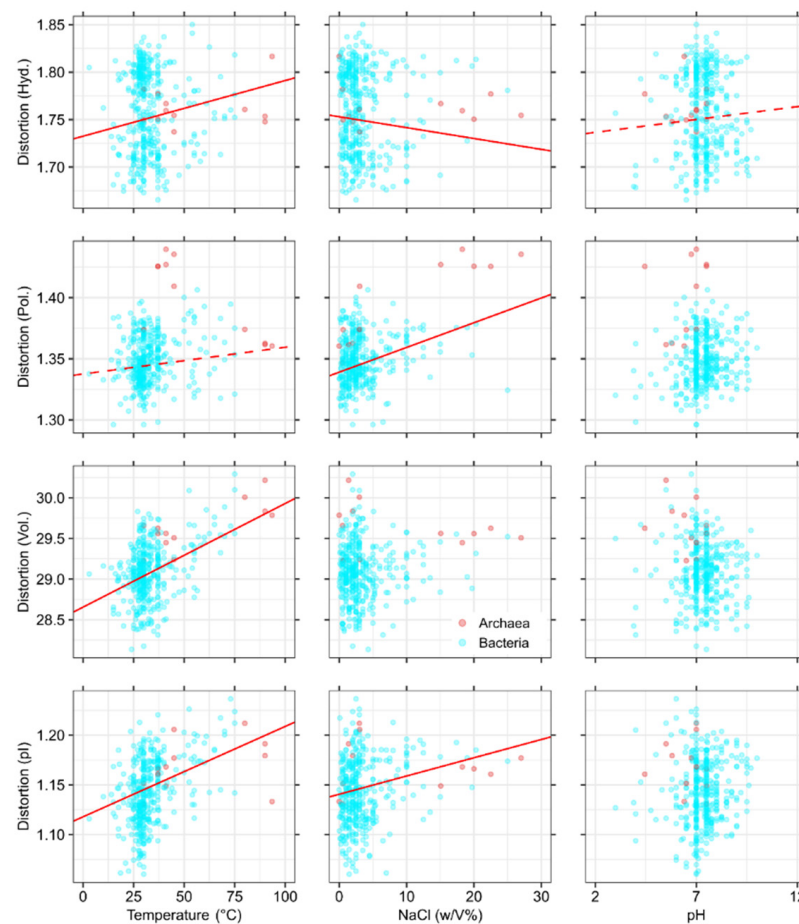 Distortion (Hyd.)
1.85
1.80
1.75
1.70
Distortion (Pol.)
1.40
1.35
1.30
Distortion (Vol.)
30.0
29.5
29.0
28.5
Archaea
Bacteria
Distortion (pI)
1.20
1.15
1.10
0 25 50 75 100
0 10 20 30
2 7 12
Temperature (°C)
NaCl (w/V%)
pH